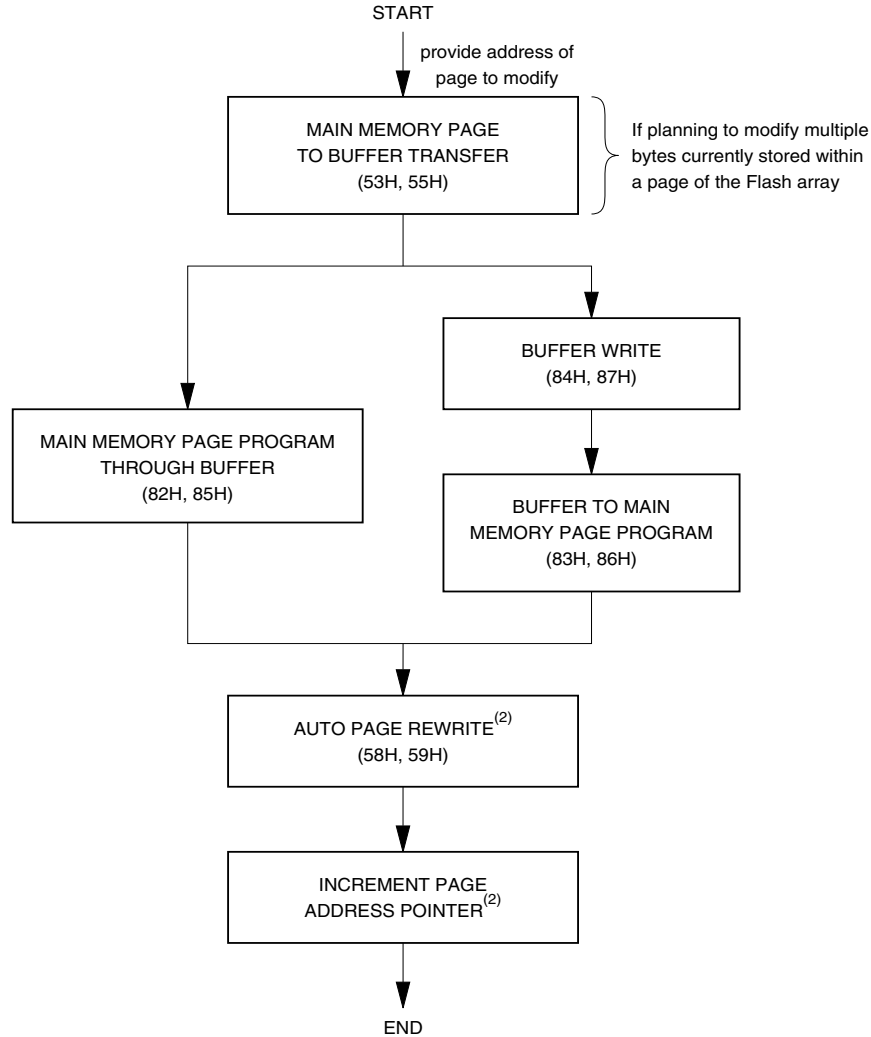 START
provide address of
page to modify
MAIN MEMORY PAGE
TO BUFFER TRANSFER
(53H, 55H)
If planning to modify multiple
bytes currently stored within
a page of the Flash array
BUFFER WRITE
(84H, 87H)
MAIN MEMORY PAGE PROGRAM
THROUGH BUFFER
(82H, 85H)
BUFFER TO MAIN
MEMORY PAGE PROGRAM
(83H, 86H)
AUTO PAGE REWRITE(2)
(58H, 59H)
INCREMENT PAGE
ADDRESS POINTER(2)
END